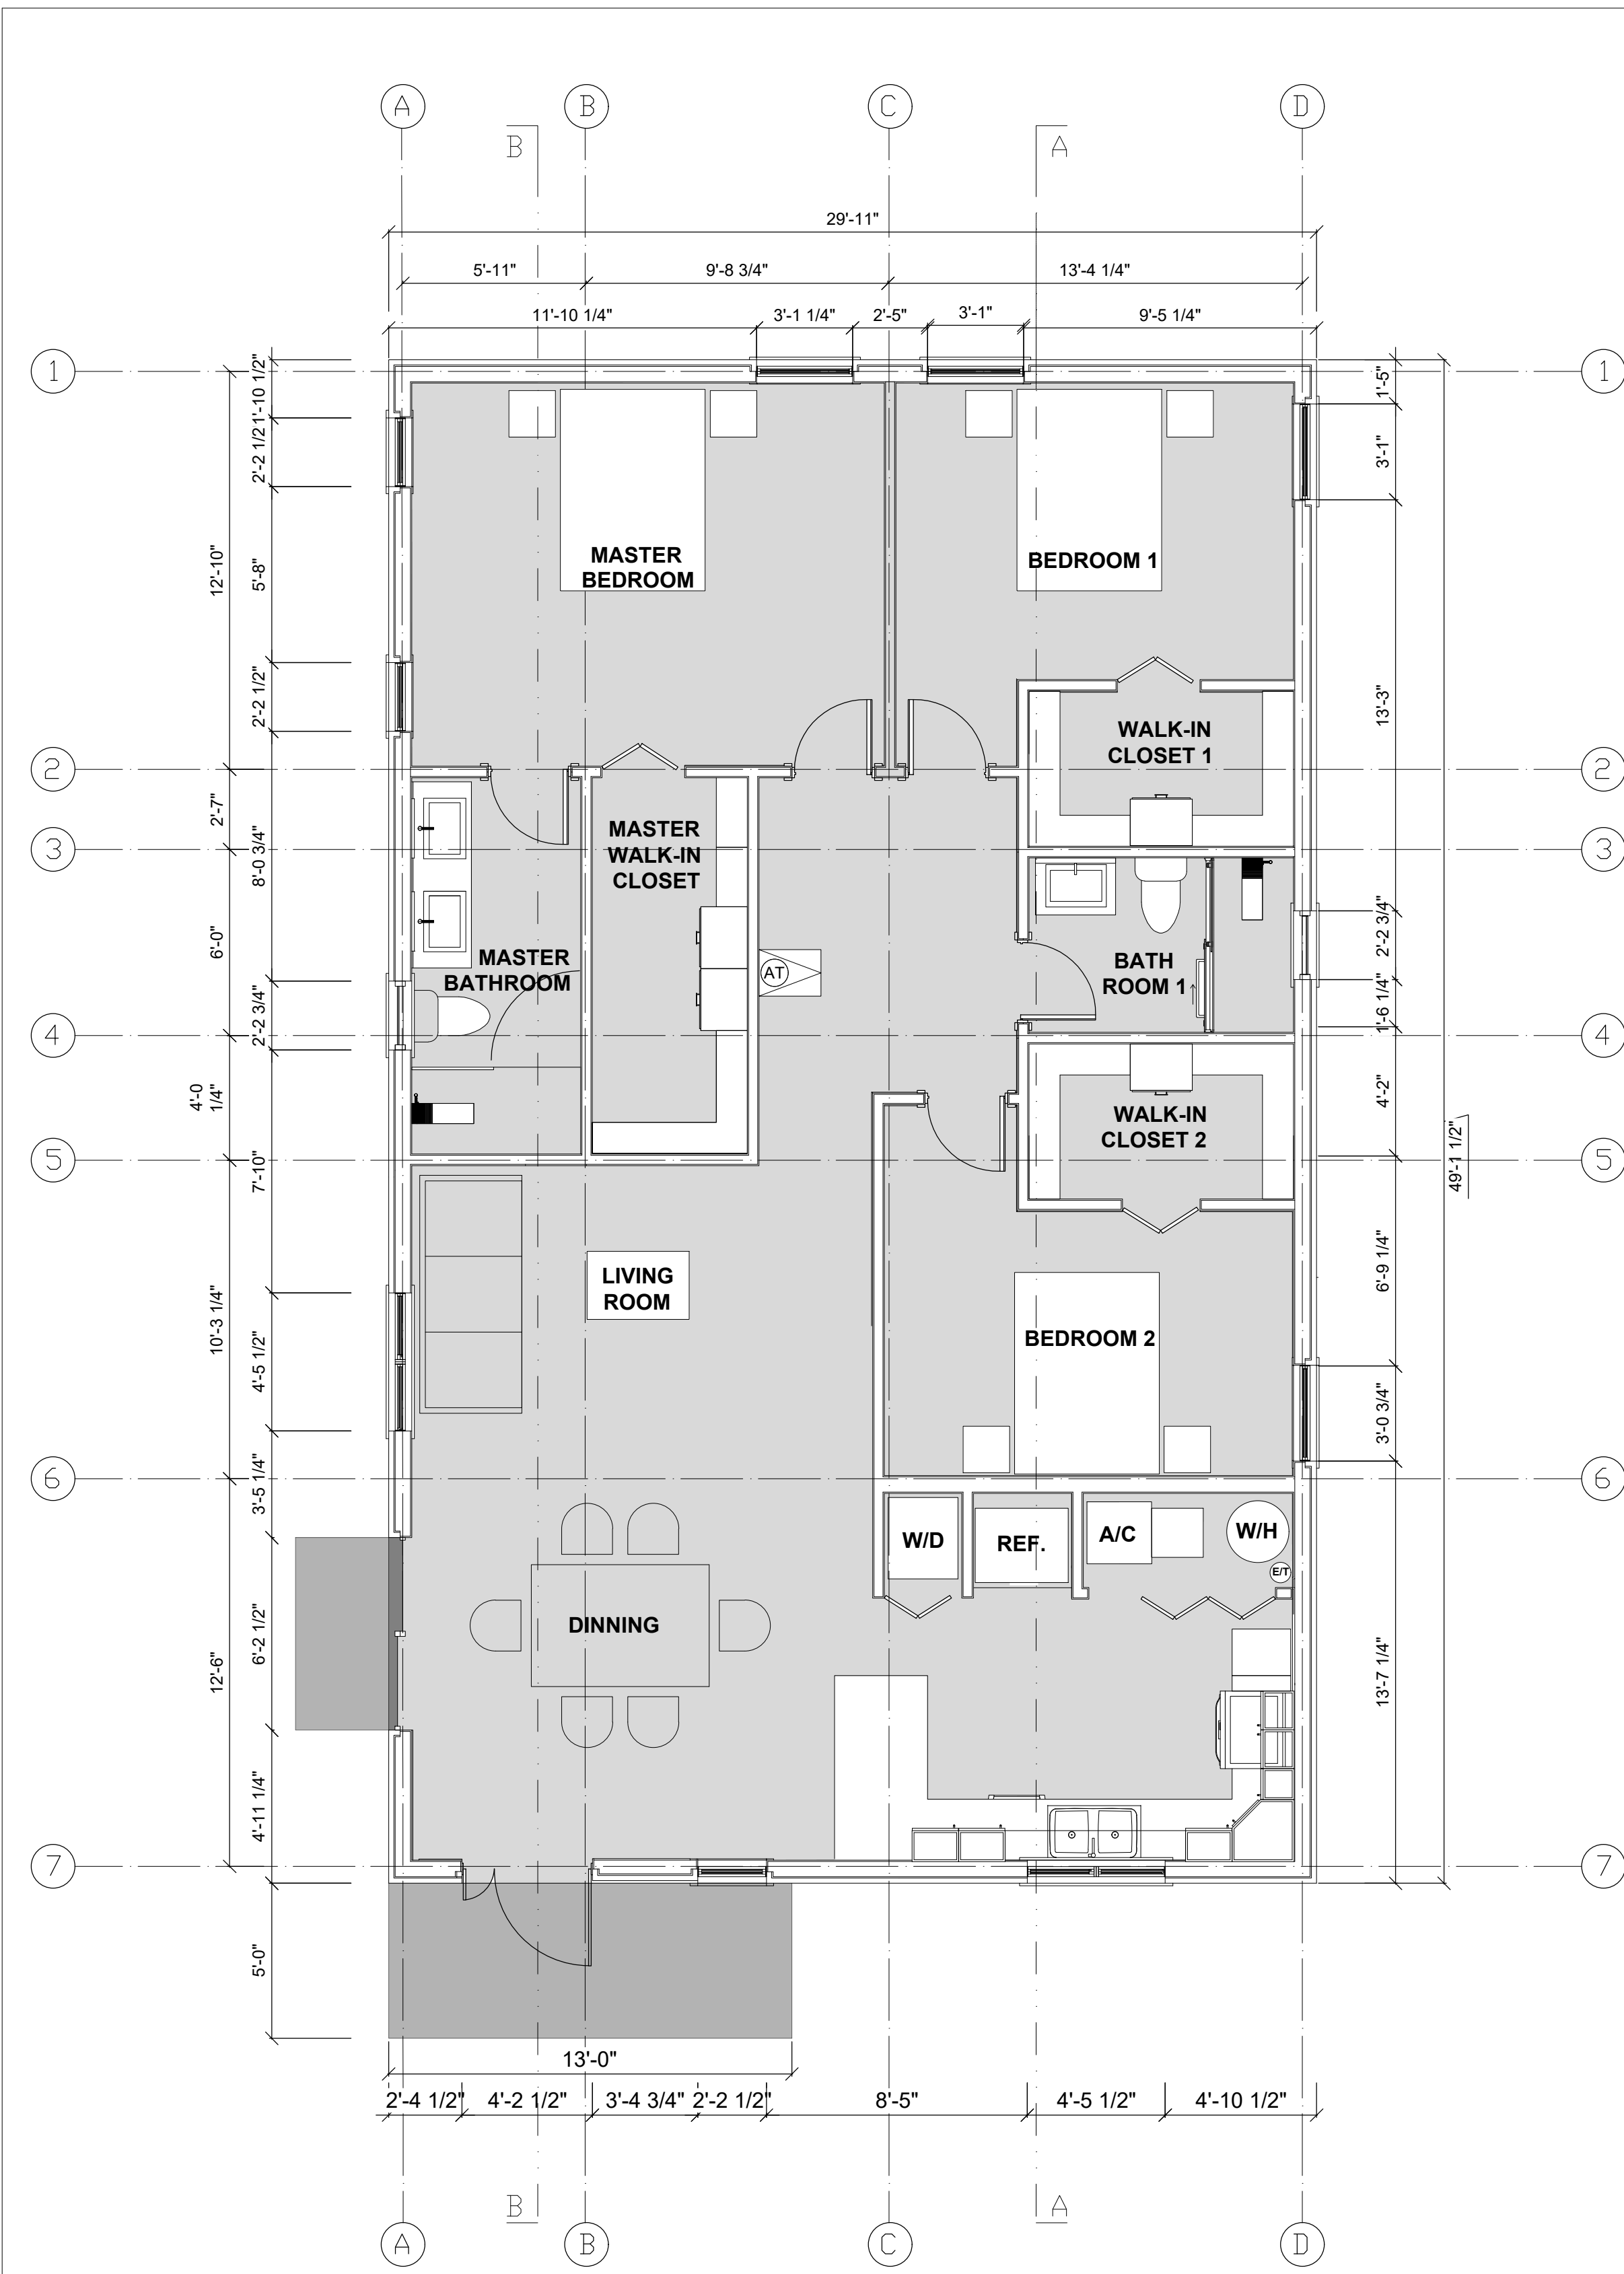 A B C D
B A
29'-11"
5'-11" 9'-8 3/4" 13'-4 1/4"
11'-10 1/4" 3'-1 1/4" 2'-5" 3'-1" 9'-5 1/4"
1 1
1'-10 1/2"
1'-5"
2'-2 1/2"
3'-1"
12'-10"
5'-8"
MASTER
BEDROOM
BEDROOM 1
2'-2 1/2"
13'-3"
WALK-IN
CLOSET 1
2 2
2'-7"
8'-0 3/4"
MASTER
WALK-IN
CLOSET
3 3
6'-0"
MASTER
BATHROOM
AT
BATH
ROOM 1
2'-2 3/4"
2'-2 3/4"
1'-6 1/4"
4 4
4'-0
1/4"
4'-2"
WALK-IN
CLOSET 2
49'-1 1/2"
5 5
7'-10"
LIVING
ROOM
10'-3 1/4"
6'-9 1/4"
4'-5 1/2"
BEDROOM 2
3'-0 3/4"
6 6
3'-5 1/4"
W/D
REF.
A/C
W/H
E/T
DINNING
6'-2 1/2"
12'-6"
13'-7 1/4"
4'-11 1/4"
7 7
5'-0"
13'-0"
2'-4 1/2" 4'-2 1/2" 3'-4 3/4" 2'-2 1/2" 8'-5" 4'-5 1/2" 4'-10 1/2"
B A
A B C D